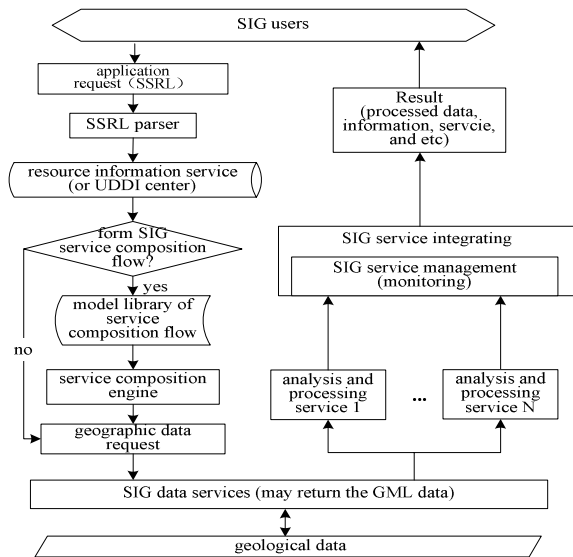 SIG users
application
request（SSRL）
SSRL parser
resource information service
(or UDDI center)
form SIG
service composition
flow?
yes
no
model library of
service
composition flow
service composition
engine
geographic data
request
Result
(processed data,
information, servcie,
and etc)
SIG service integrating
SIG service management
(monitoring)
analysis and
processing
service 1
...
analysis and
processing
service N
SIG data services (may return the GML data)
geological data